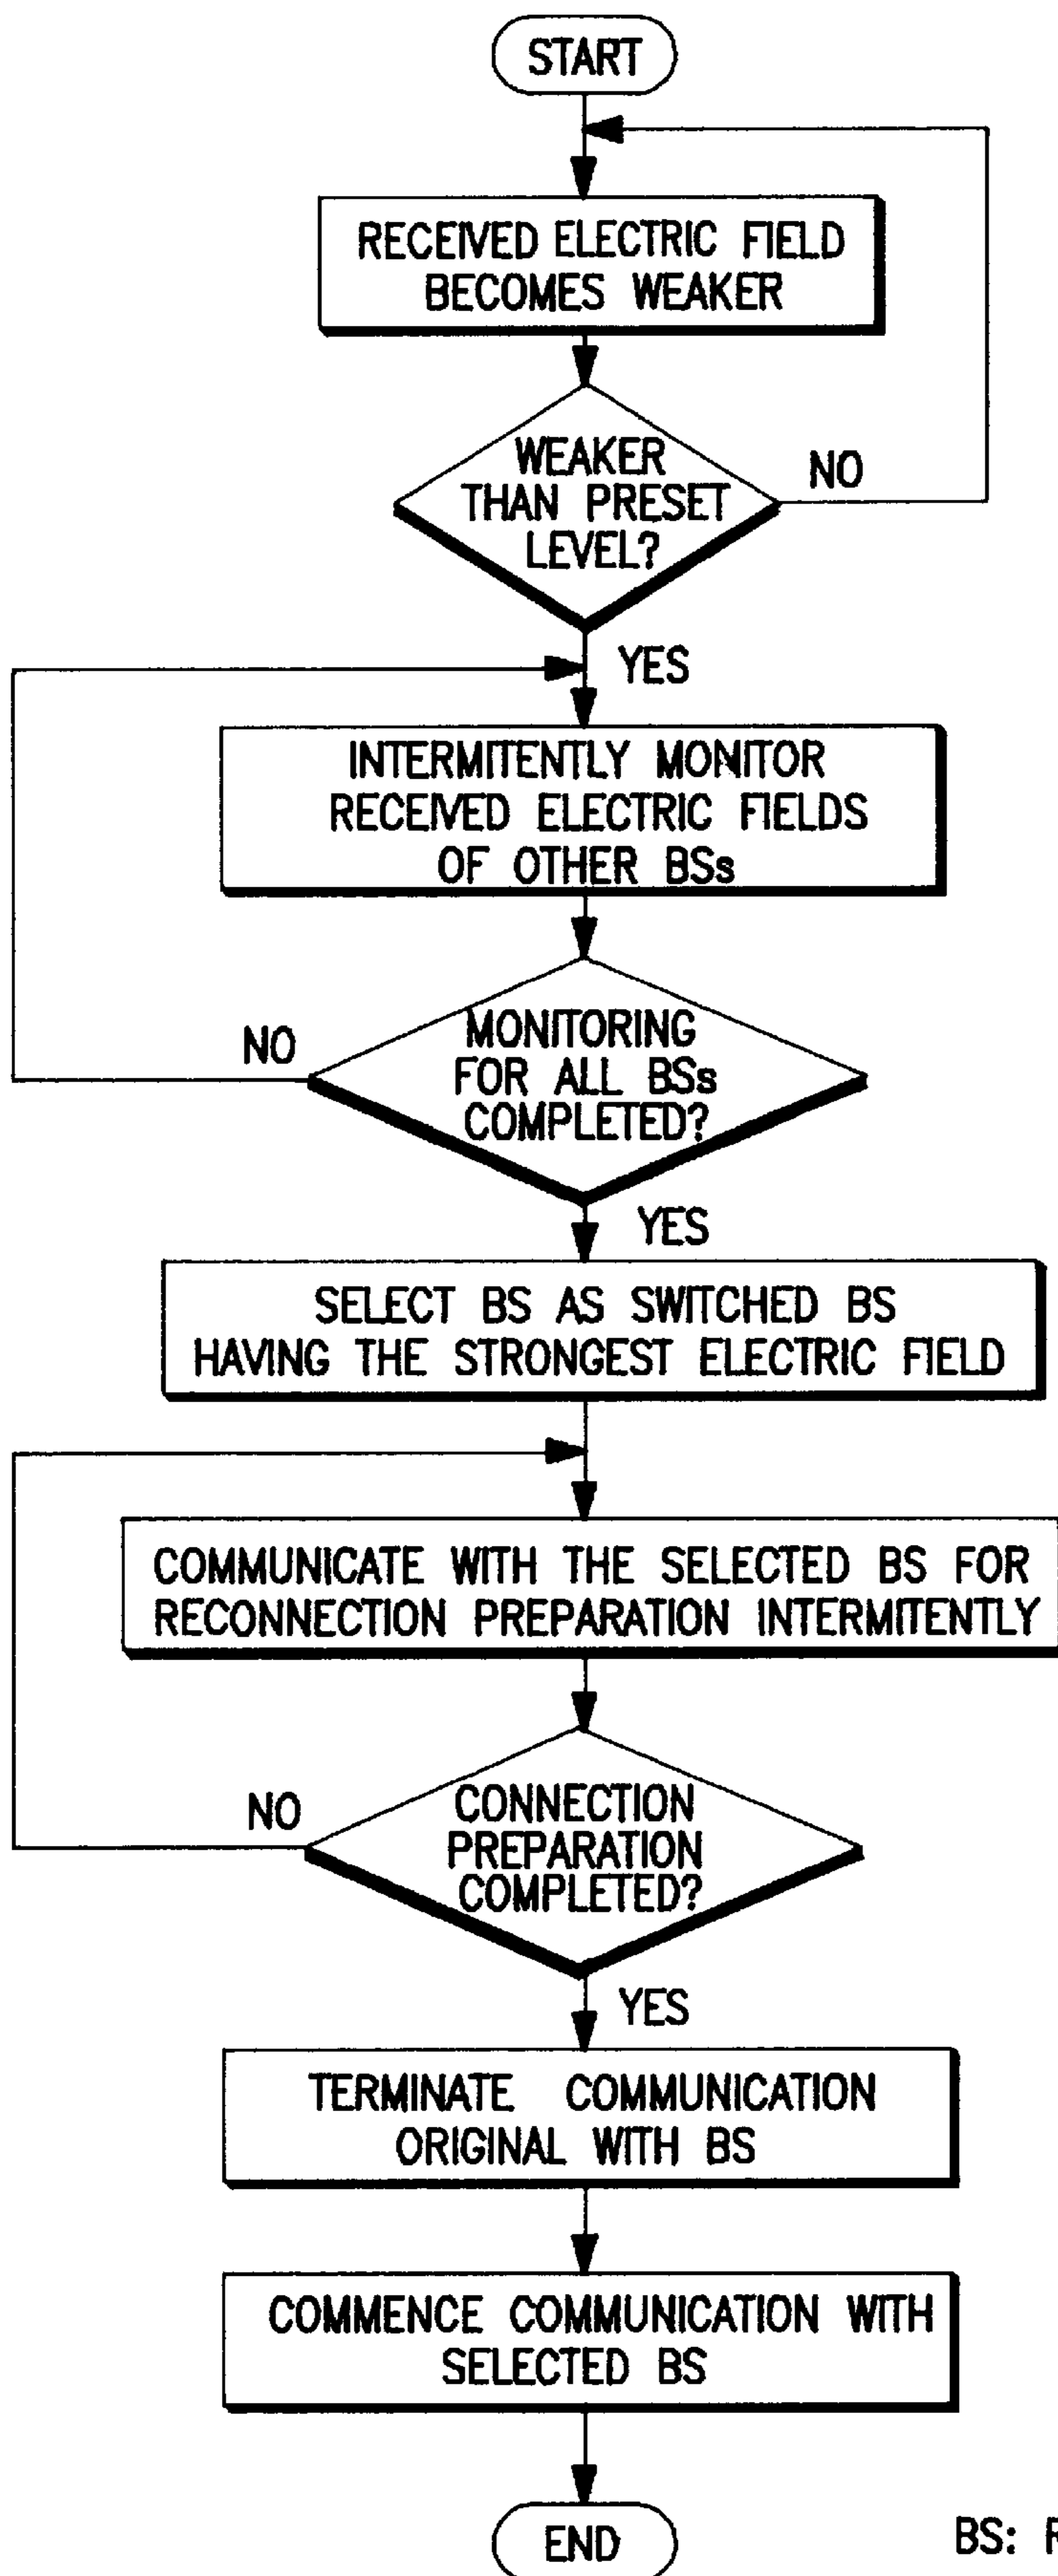 START
RECEIVED ELECTRIC FIELD
BECOMES WEAKER
WEAKER
THAN PRESET
LEVEL?
NO
YES
INTERMITENTLY MONITOR
RECEIVED ELECTRIC FIELDS
OF OTHER BSs
MONITORING
FOR ALL BSs
COMPLETED?
NO
YES
SELECT BS AS SWITCHED BS
HAVING THE STRONGEST ELECTRIC FIELD
COMMUNICATE WITH THE SELECTED BS FOR
RECONNECTION PREPARATION INTERMITENTLY
CONNECTION
PREPARATION
COMPLETED?
NO
YES
TERMINATE COMMUNICATION
ORIGINAL WITH BS
COMMENCE COMMUNICATION WITH
SELECTED BS
END
BS: